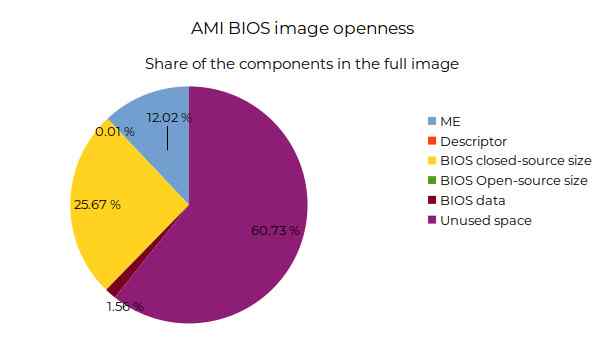 AMI BIOS image openness
Share of the components in the full image
12.02 %
0.01 %
25.67 %
60.73 %
1.56 %
ME
Descriptor
BIOS closed-source size
BIOS Open-source size
BIOS data
Unused space